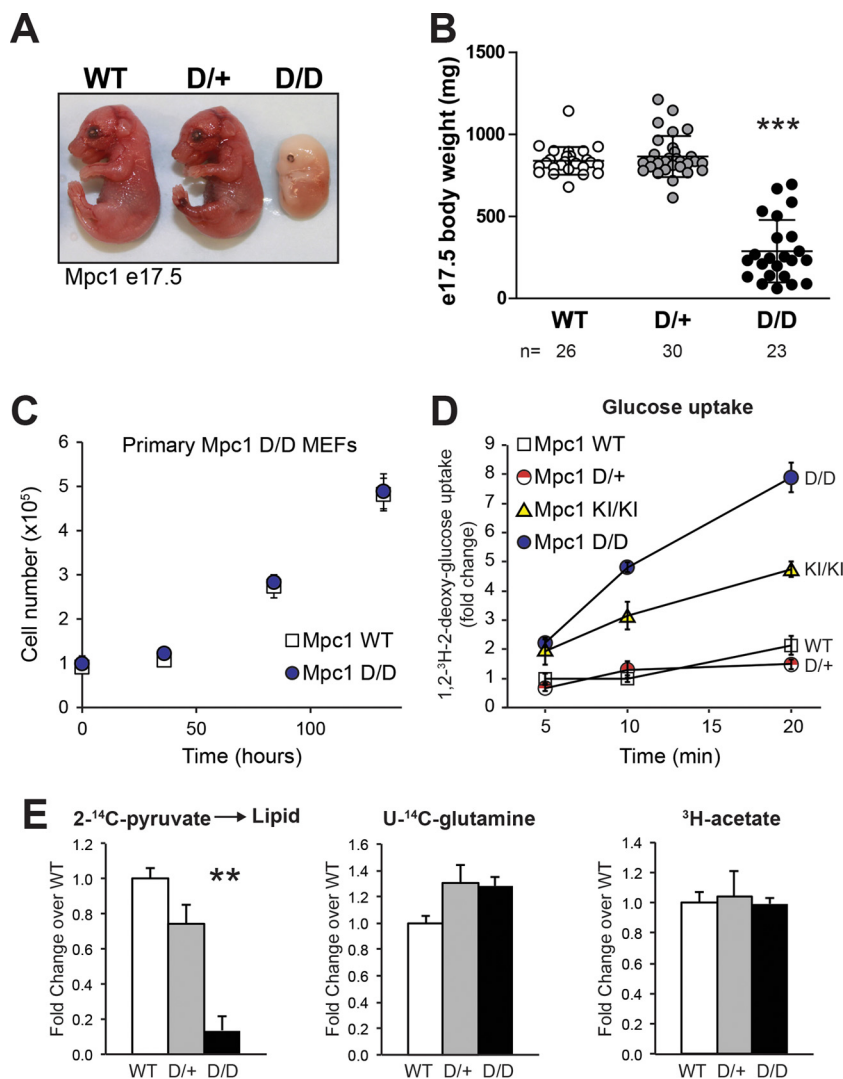 A
WT D/+ D/D
Mpc1 e17.5
B
e17.5 body weight (mg)
1500
1000
500
0
***
WT D/+ D/D
n= 26 30 23
C
Primary Mpc1 D/D MEFs
Cell number (x10⁵)
6
5
4
3
2
1
0
Mpc1 WT
Mpc1 D/D
0 50 100
Time (hours)
D
Glucose uptake
1,2-³H-2-deoxy-glucose uptake
(fold change)
9
8
7
6
5
4
3
2
1
0
Mpc1 WT
Mpc1 D/+
Mpc1 KI/KI
Mpc1 D/D
D/D
KI/KI
WT
D/+
5 10 15 20
Time (min)
E
2-¹⁴C-pyruvate → Lipid
Fold Change over WT
1.2
1.0
0.8
0.6
0.4
0.2
0.0
**
WT D/+ D/D
U-¹⁴C-glutamine
Fold Change over WT
1.6
1.4
1.2
1.0
0.8
0.6
0.4
0.2
0.0
WT D/+ D/D
³H-acetate
Fold Change over WT
1.4
1.2
1.0
0.8
0.6
0.4
0.2
0.0
WT D/+ D/D